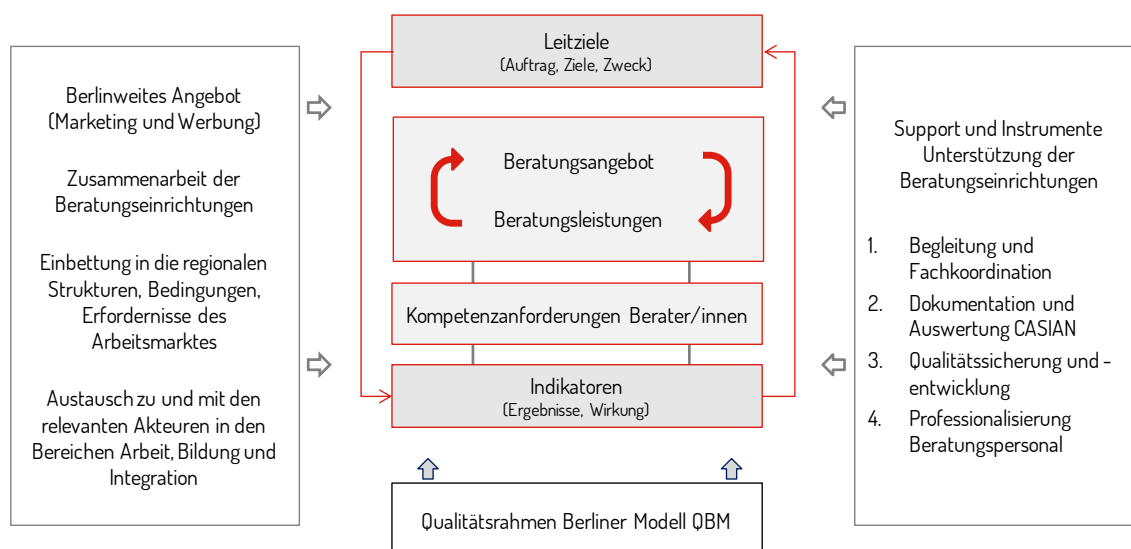 Berlinweites Angebot
(Marketing und Werbung)
Zusammenarbeit der
Beratungseinrichtungen
Einbettung in die regionalen
Strukturen, Bedingungen,
Erfordernisse des
Arbeitsmarktes
Austausch zu und mit den
relevanten Akteuren in den
Bereichen Arbeit, Bildung und
Integration
Leitziele
(Auftrag, Ziele, Zweck)
Beratungsangebot
Beratungsleistungen
Kompetenzanforderungen Berater/innen
Indikatoren
(Ergebnisse, Wirkung)
Qualitätsrahmen Berliner Modell QBM
Support und Instrumente
Unterstützung der
Beratungseinrichtungen
1. Begleitung und
Fachkoordination
2. Dokumentation und
Auswertung CASIAN
3. Qualitätssicherung und -
entwicklung
4. Professionalisierung
Beratungspersonal